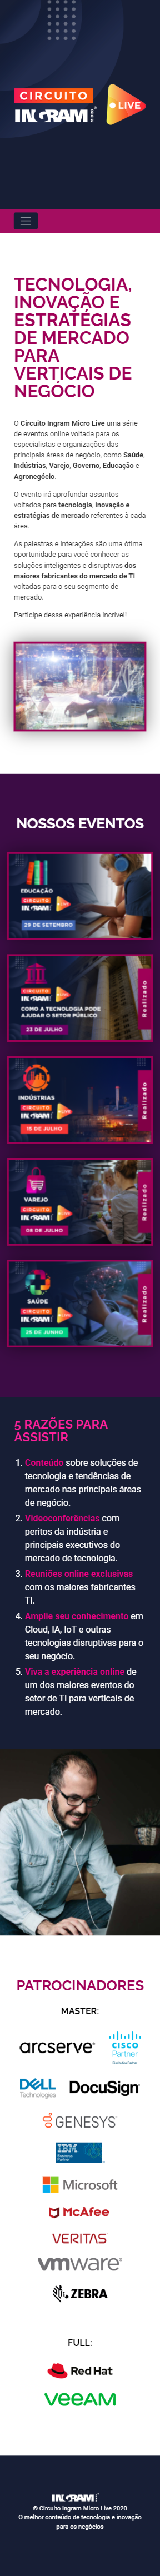 CIRCUITO
INGRAM MICRO
LIVE
TECNOLOGIA,
INOVAÇÃO E
ESTRATÉGIAS
DE MERCADO
PARA
VERTICAIS DE
NEGÓCIO
O Circuito Ingram Micro Live uma série
de eventos online voltada para os
especialistas e organizações das
principais áreas de negócio, como Saúde,
Indústrias, Varejo, Governo, Educação e
Agronegócio.
O evento irá aprofundar assuntos
voltados para tecnologia, inovação e
estratégias de mercado referentes à cada
área.
As palestras e interações são uma ótima
oportunidade para você conhecer as
soluções inteligentes e disruptivas dos
maiores fabricantes do mercado de TI
voltadas para o seu segmento de
mercado.
Participe dessa experiência incrível!
NOSSOS EVENTOS
EDUCAÇÃO
CIRCUITO
INGRAM LIVE
29 DE SETEMBRO
CIRCUITO
INGRAM LIVE
COMO A TECNOLOGIA PODE
AJUDAR O SETOR PÚBLICO
23 DE JULHO
Realizado
INDÚSTRIAS
CIRCUITO
INGRAM LIVE
15 DE JULHO
Realizado
VAREJO
CIRCUITO
INGRAM LIVE
08 DE JULHO
Realizado
SAÚDE
CIRCUITO
INGRAM LIVE
25 DE JUNHO
Realizado
5 RAZÕES PARA
ASSISTIR
1. Conteúdo sobre soluções de
tecnologia e tendências de
mercado nas principais áreas
de negócio.
2. Videoconferências com
peritos da indústria e
principais executivos do
mercado de tecnologia.
3. Reuniões online exclusivas
com os maiores fabricantes
TI.
4. Amplie seu conhecimento em
Cloud, IA, IoT e outras
tecnologias disruptivas para o
seu negócio.
5. Viva a experiência online de
um dos maiores eventos do
setor de TI para verticais de
mercado.
PATROCINADORES
MASTER:
arcserve
CISCO
Partner
Distribution Partner
DELL
Technologies
DocuSign
GENESYS
IBM
Business
Partner
Microsoft
McAfee
VERITAS
vmware
ZEBRA
FULL:
Red Hat
VEEAM
INGRAM
© Circuito Ingram Micro Live 2020
O melhor conteúdo de tecnologia e inovação
para os negócios